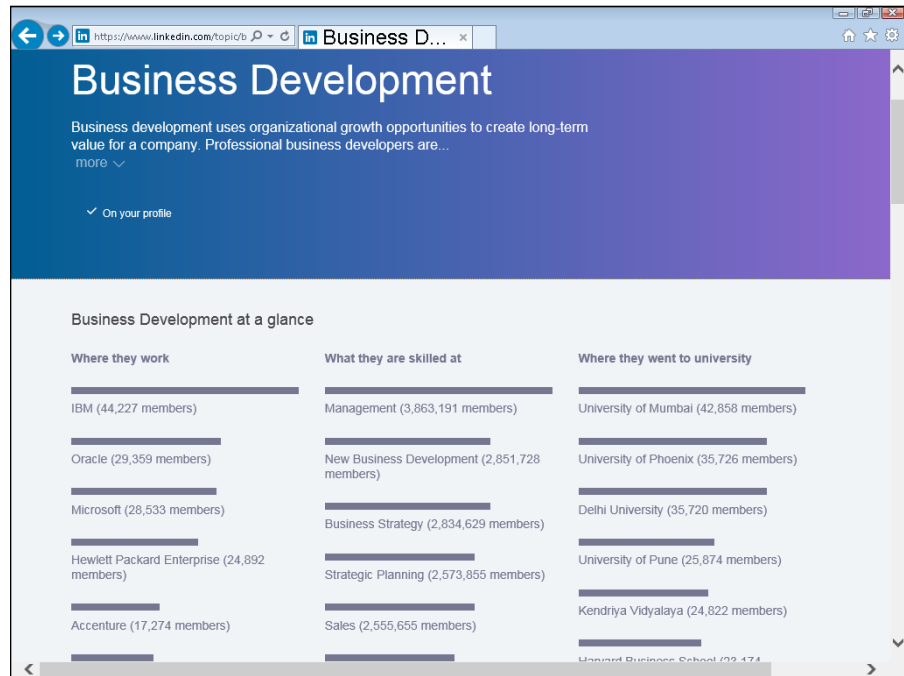 https://www.linkedin.com/topic/b
in Business D... ×
Business Development
Business development uses organizational growth opportunities to create long-term
value for a company. Professional business developers are...
more
On your profile
Business Development at a glance
Where they work
IBM (44,227 members)
Oracle (29,359 members)
Microsoft (28,533 members)
Hewlett Packard Enterprise (24,892
members)
Accenture (17,274 members)
What they are skilled at
Management (3,863,191 members)
New Business Development (2,851,728
members)
Business Strategy (2,834,629 members)
Strategic Planning (2,573,855 members)
Sales (2,555,655 members)
Where they went to university
University of Mumbai (42,858 members)
University of Phoenix (35,726 members)
Delhi University (35,720 members)
University of Pune (25,874 members)
Kendriya Vidyalaya (24,822 members)
Harvard Business School (23,174